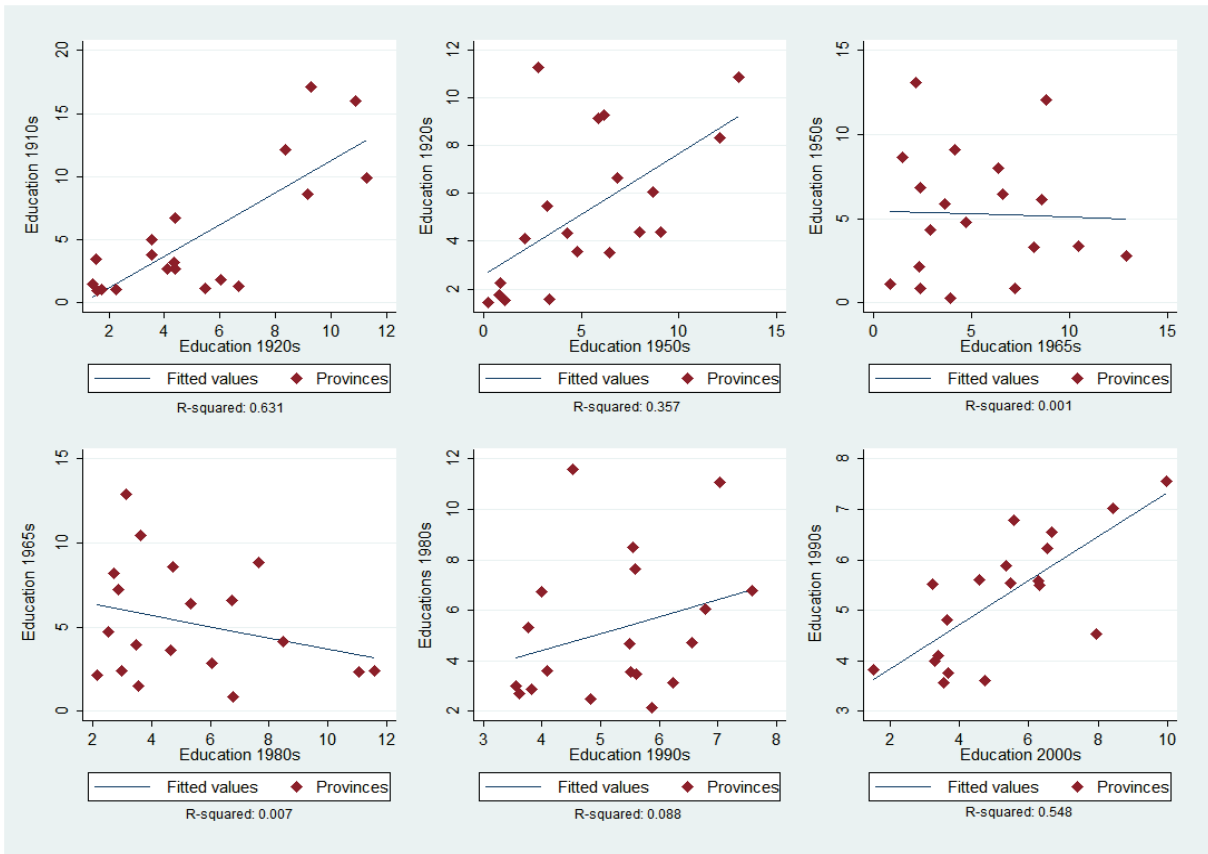 20
15
10
5
0
Education 1910s
2 4 6 8 10 12
Education 1920s
Fitted values Provinces
R-squared: 0.631
12
10
8
6
4
2
Education 1920s
0 5 10 15
Education 1950s
Fitted values Provinces
R-squared: 0.357
15
10
5
0
Education 1950s
0 5 10 15
Education 1965s
Fitted values Provinces
R-squared: 0.001
15
10
5
0
Education 1965s
2 4 6 8 10 12
Education 1980s
Fitted values Provinces
R-squared: 0.007
12
10
8
6
4
2
Educations 1980s
3 4 5 6 7 8
Education 1990s
Fitted values Provinces
R-squared: 0.088
8
7
6
5
4
3
Education 1990s
2 4 6 8 10
Education 2000s
Fitted values Provinces
R-squared: 0.548